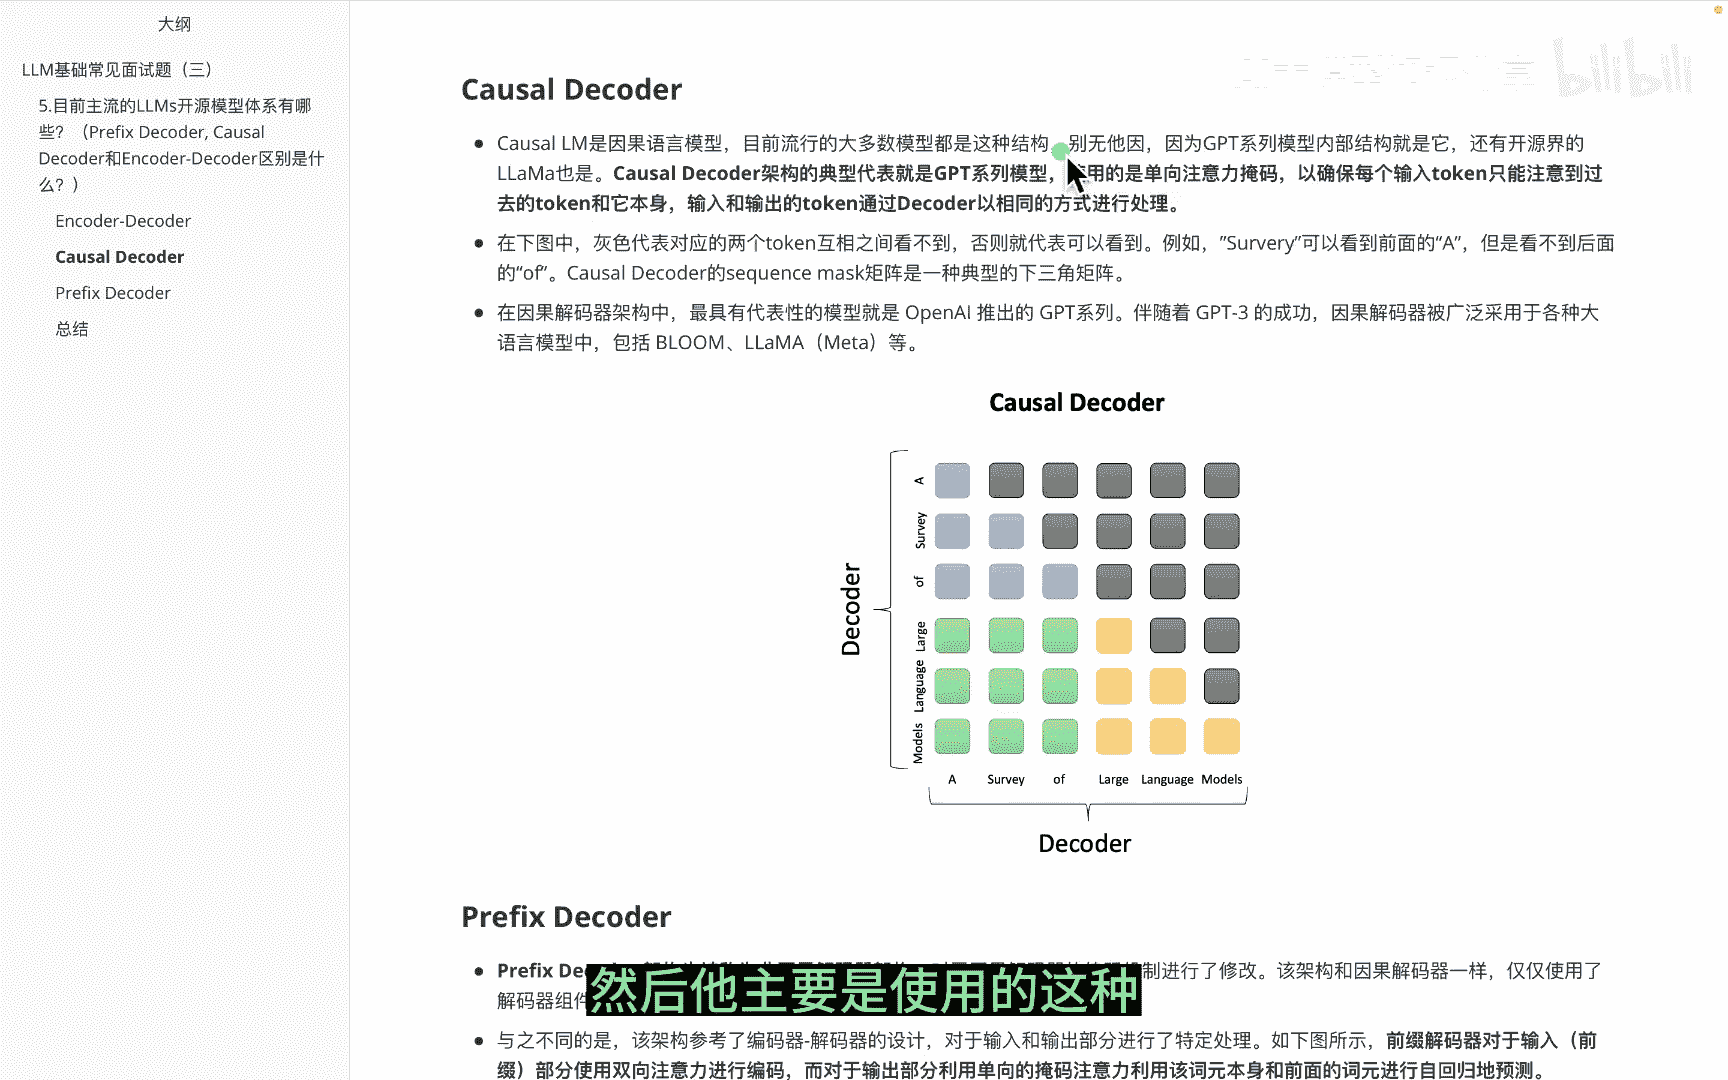 大纲
LLM基础常见面试题（三）
5.目前主流的LLMs开源模型体系有哪
些？（Prefix Decoder, Causal
Decoder和Encoder-Decoder区别是什
么？）
Encoder-Decoder
Causal Decoder
Prefix Decoder
总结
bilibili
Causal Decoder
Causal LM是因果语言模型，目前流行的大多数模型都是这种结构，别无他因，因为GPT系列模型内部结构就是它，还有开源界的
LLaMa也是。Causal Decoder架构的典型代表就是GPT系列模型，使用的是单向注意力掩码，以确保每个输入token只能注意到过
去的token和它本身，输入和输出的token通过Decoder以相同的方式进行处理。
在下图中，灰色代表对应的两个token互相之间看不到，否则就代表可以看到。例如，”Survery”可以看到前面的“A”，但是看不到后面
的“of”。Causal Decoder的sequence mask矩阵是一种典型的下三角矩阵。
在因果解码器架构中，最具有代表性的模型就是 OpenAI 推出的 GPT系列。伴随着 GPT-3 的成功，因果解码器被广泛采用于各种大
语言模型中，包括 BLOOM、LLaMA（Meta）等。
Causal Decoder
Decoder
A
Survey
of
Large
Language
Models
A Survey of Large Language Models
Decoder
Prefix Decoder
Prefix De 制进行了修改。该架构和因果解码器一样，仅仅使用了
解码器组件
然后他主要是使用的这种
与之不同的是，该架构参考了编码器-解码器的设计，对于输入和输出部分进行了特定处理。如下图所示，前缀解码器对于输入（前
缀）部分使用双向注意力进行编码，而对于输出部分利用单向的掩码注意力利用该词元本身和前面的词元进行自回归地预测。